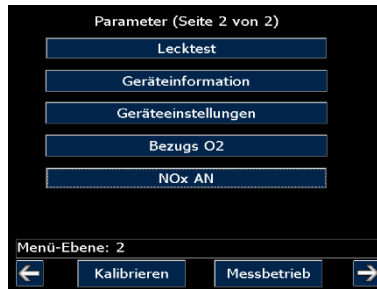 Parameter (Seite 2 von 2)
Lecktest
Geräteinformation
Geräteeinstellungen
Bezugs O2
NOx AN
Menü-Ebene: 2
Kalibrieren Messbetrieb